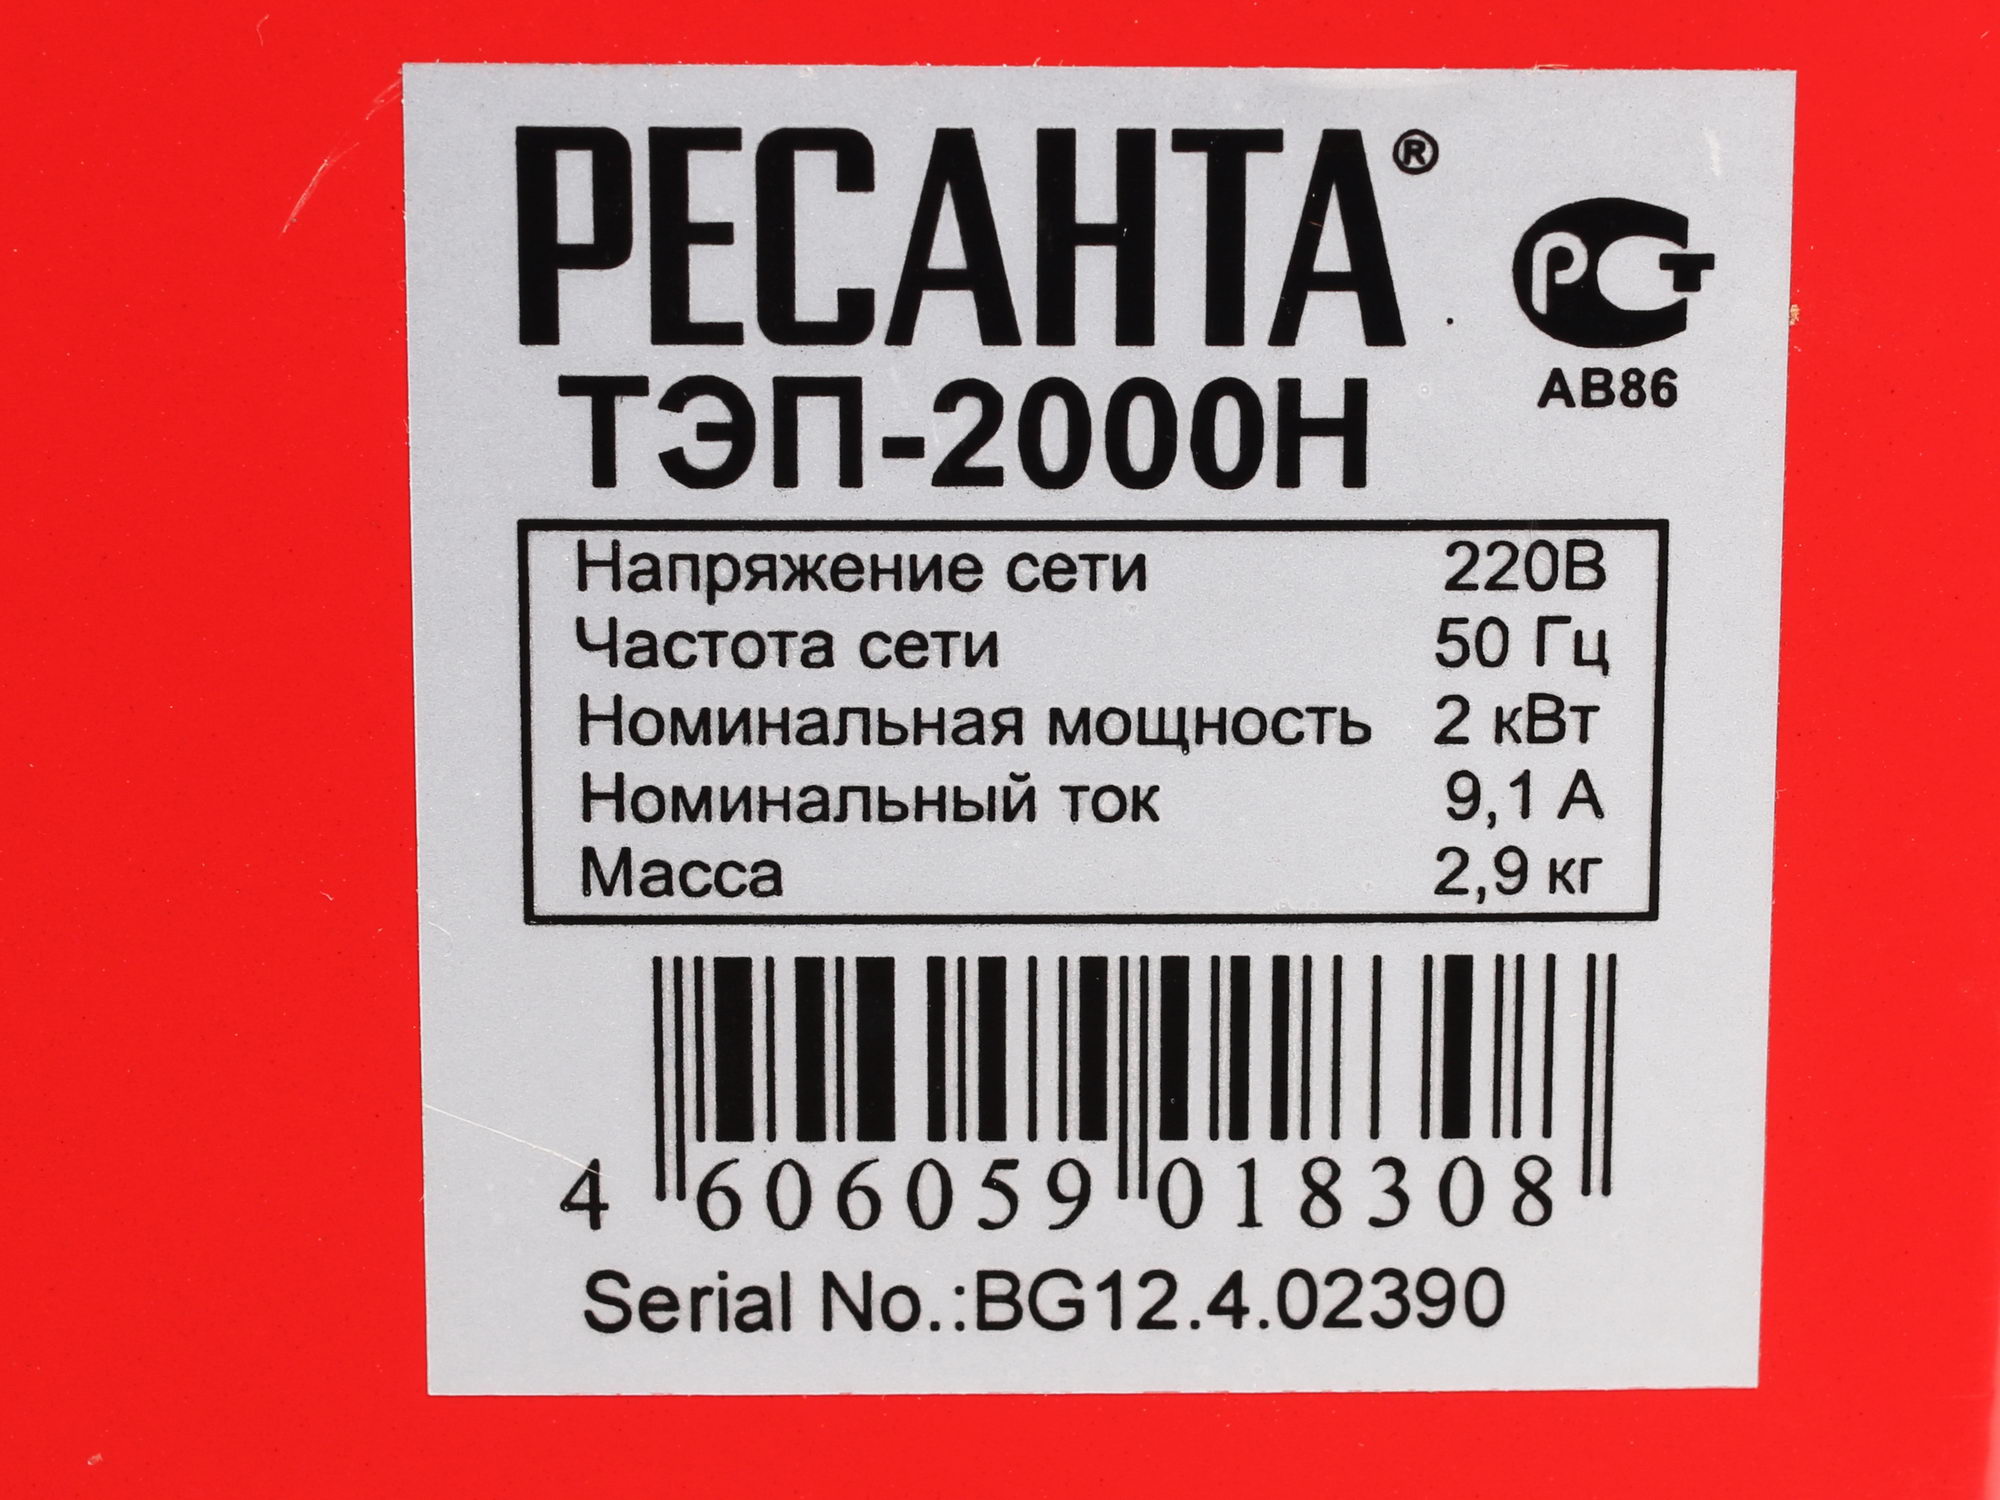 РЕСАНТА®
РСТ
АВ86
ТЭП-2000Н
Напряжение сети 220В
Частота сети 50 Гц
Номинальная мощность 2 кВт
Номинальный ток 9,1 А
Масса 2,9 кг
4 606059 018308
Serial No.:BG12.4.02390